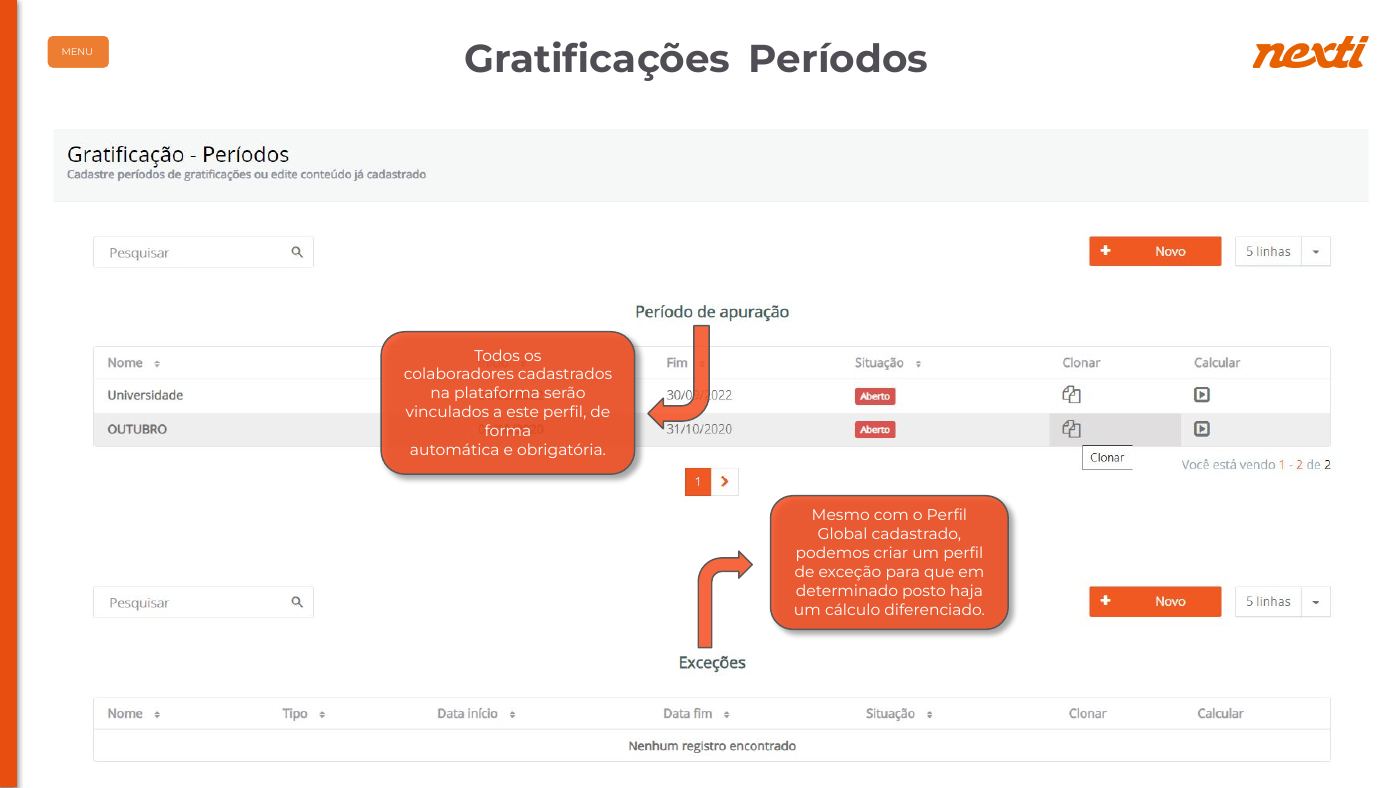 MENU
Gratificações Períodos
nexti
Gratificação - Períodos
Cadastre períodos de gratificações ou edite conteúdo já cadastrado
Pesquisar
Novo
5 linhas
Período de apuração
Nome
Fim
Situação
Clonar
Calcular
Universidade
Aberto
OUTUBRO
31/10/2020
Aberto
Todos os
colaboradores cadastrados
na plataforma serão
vinculados a este perfil, de
forma
automática e obrigatória.
Clonar
Você está vendo 1 - 2 de 2
1
Mesmo com o Perfil
Global cadastrado,
podemos criar um perfil
de exceção para que em
determinado posto haja
um cálculo diferenciado.
Pesquisar
Novo
5 linhas
Exceções
Nome
Tipo
Data início
Data fim
Situação
Clonar
Calcular
Nenhum registro encontrado